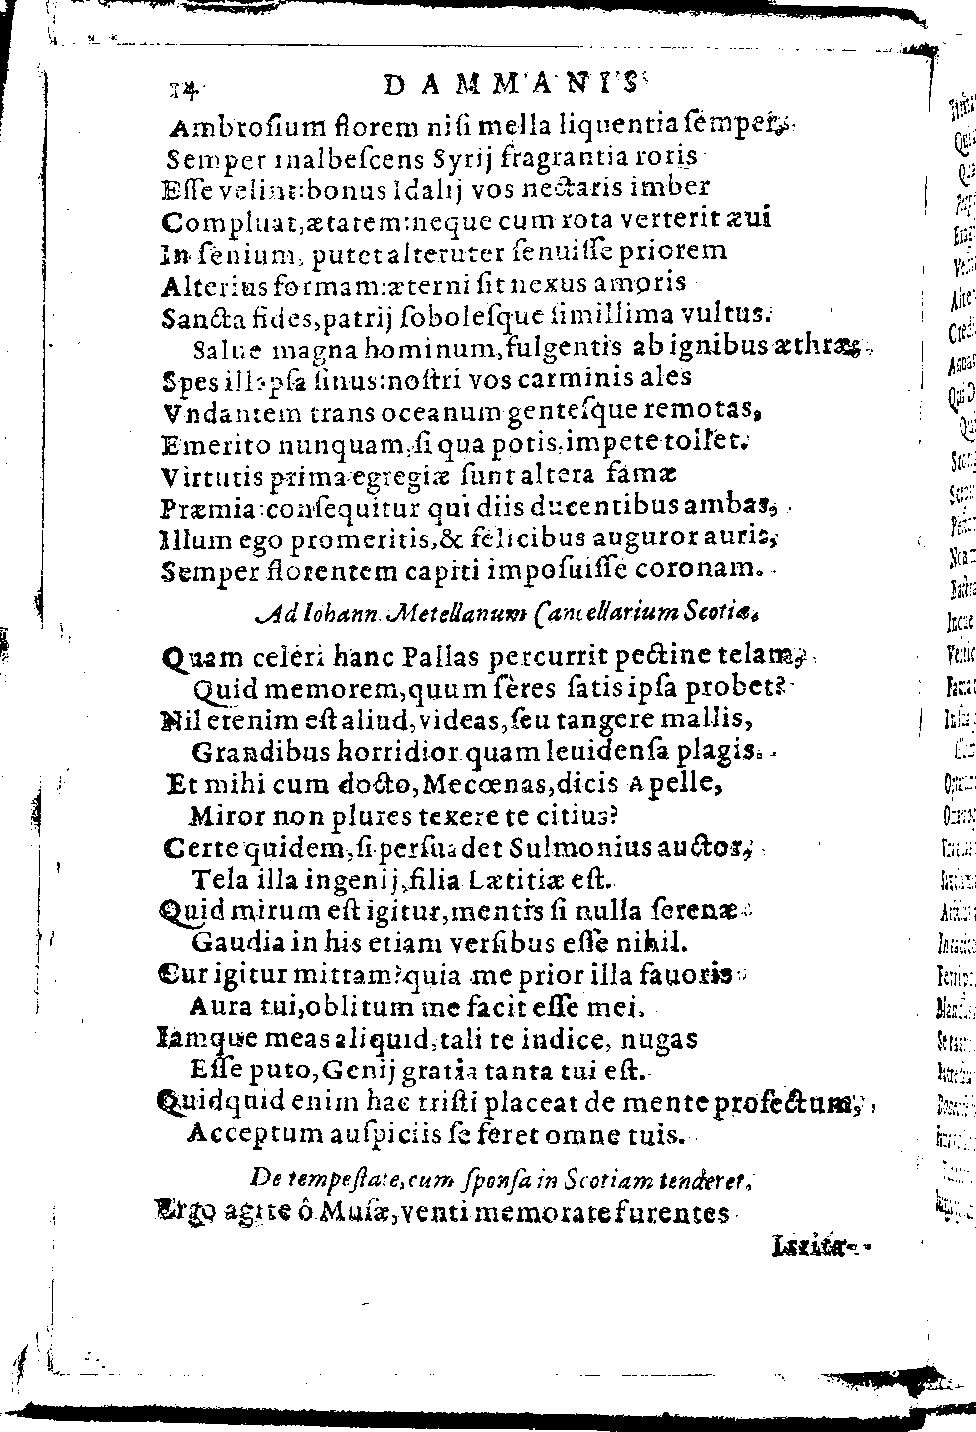 14 DAMMANIS
Ambrosium florem nisi mella liquentia semper,
Semper inalbescens Syrij fragrantia roris
Esse velint:bonus Idalij vos nectaris imber
Compluat,ætatem:neque cum rota verterit æui
In senium, putet alteruter senuisse priorem
Alterius formam:æterni sit nexus amoris
Sancta fides,patrij sobolesque simillima vultus.
Salue magna hominum,fulgentis ab ignibus æthræ,
Spes illapsa sinus:nostri vos carminis ales
Vndantem trans oceanum gentesque remotas,
Emerito nunquam,si qua potis,impete tollet.
Virtutis prima egregiæ sunt altera famæ
Præmia:consequitur qui diis ducentibus ambas,
Illum ego promeritis,& felicibus auguror auris,
Semper florentem capiti imposuisse coronam.
Ad Iohann. Metellanum Cancellarium Scotiæ.
Quam celeri hanc Pallas percurrit pectine telam,
Quid memorem,quum sères satis ipsa probet?
Nil etenim est aliud,videas,seu tangere mallis,
Grandibus horridior quam leuidensa plagis.
Et mihi cum docto,Mecœnas,dicis Apelle,
Miror non plures texere te citius?
Certe quidem,si persuadet Sulmonius auctor,
Tela illa ingenij,filia Lætitiæ est.
Quid mirum est igitur,mentis si nulla serenæ
Gaudia in his etiam versibus esse nihil.
Cur igitur mittam?quia me prior illa fauoris
Aura tui,oblitum me facit esse mei.
Iamque meas aliquid,tali te indice, nugas
Esse puto,Genij gratia tanta tui est.
Quidquid enim hac tristi placeat de mente profectum,
Acceptum auspiciis se feret omne tuis.
De tempestate,cum sponsa in Scotiam tenderet.
Ergo agite ô Musæ,venti memorate furentes